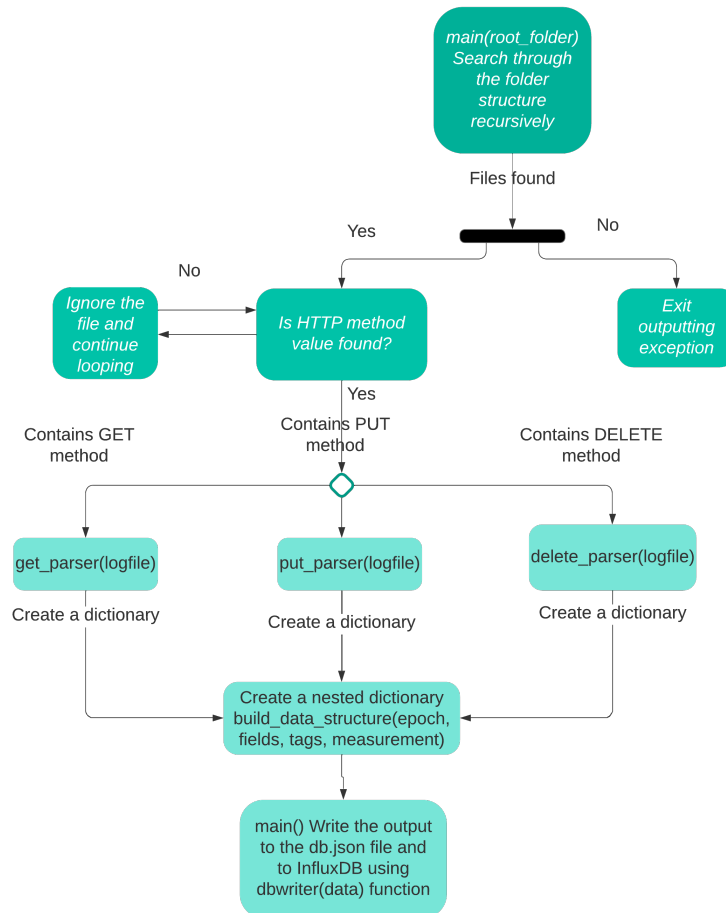 main(root_folder)
Search through
the folder
structure
recursively
Files found
Yes
No
No
Ignore the
file and
continue
looping
Is HTTP method
value found?
Exit
outputting
exception
Yes
Contains GET
method
Contains PUT
method
Contains DELETE
method
get_parser(logfile)
put_parser(logfile)
delete_parser(logfile)
Create a dictionary
Create a dictionary
Create a dictionary
Create a nested dictionary
build_data_structure(epoch,
fields, tags, measurement)
main() Write the output
to the db.json file and
to InfluxDB using
dbwriter(data) function